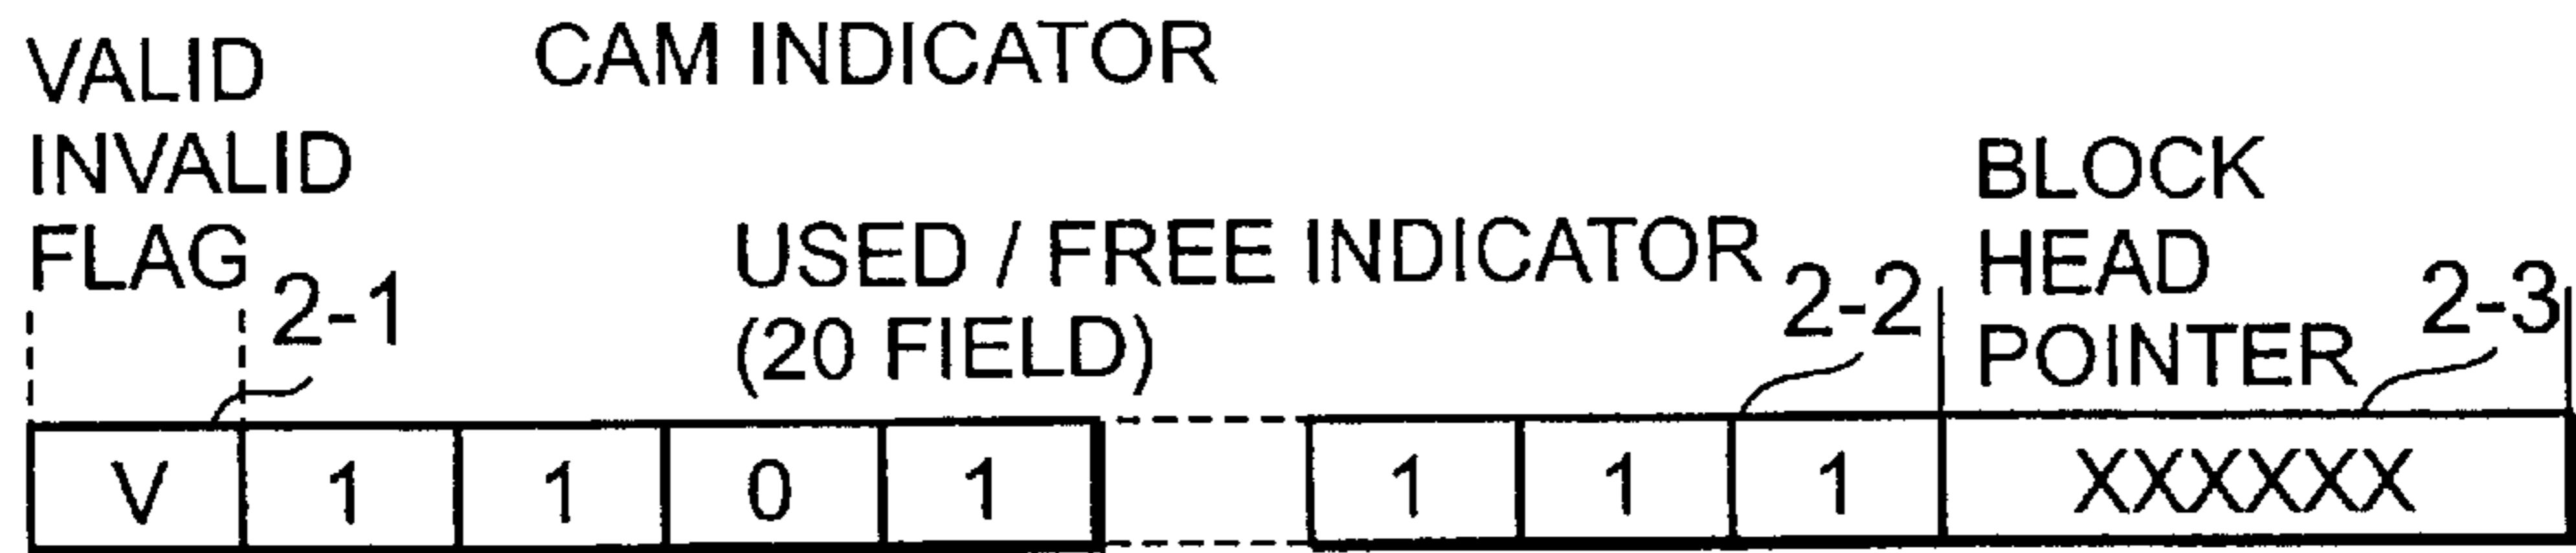 CAM INDICATOR
VALID
INVALID
FLAG
2-1
USED / FREE INDICATOR
(20 FIELD)
2-2
BLOCK
HEAD
POINTER
2-3
V 1 1 0 1 1 1 1 XXXXXX